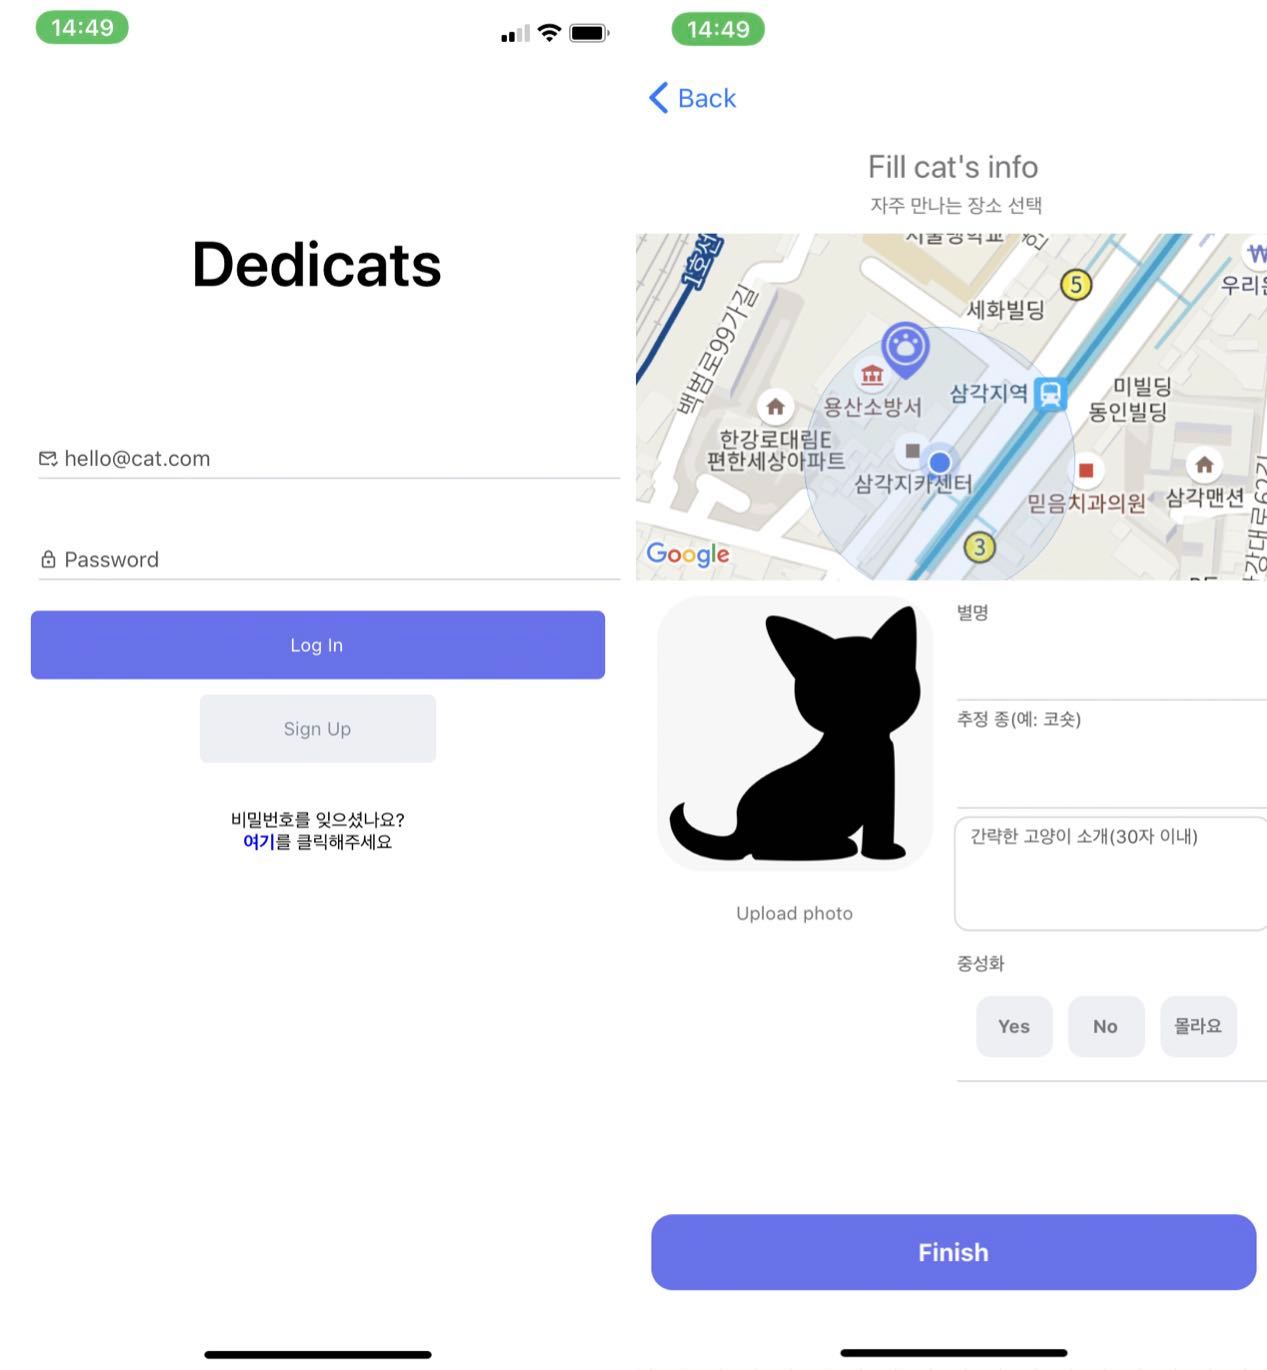 14:49
Dedicats
hello@cat.com
Password
Log In
Sign Up
비밀번호를 잊으셨나요?
여기를 클릭해주세요
14:49
Back
Fill cat's info
자주 만나는 장소 선택
1호선
백범로99가길
5
세화빌딩
우리은
용산소방서
삼각지역
미빌딩
동인빌딩
한강로대림E
편한세상아파트
삼각지카센터
믿음치과의원
삼각맨션
3
Google
별명
추정 종(예: 코숏)
간략한 고양이 소개(30자 이내)
Upload photo
중성화
Yes
No
몰라요
Finish